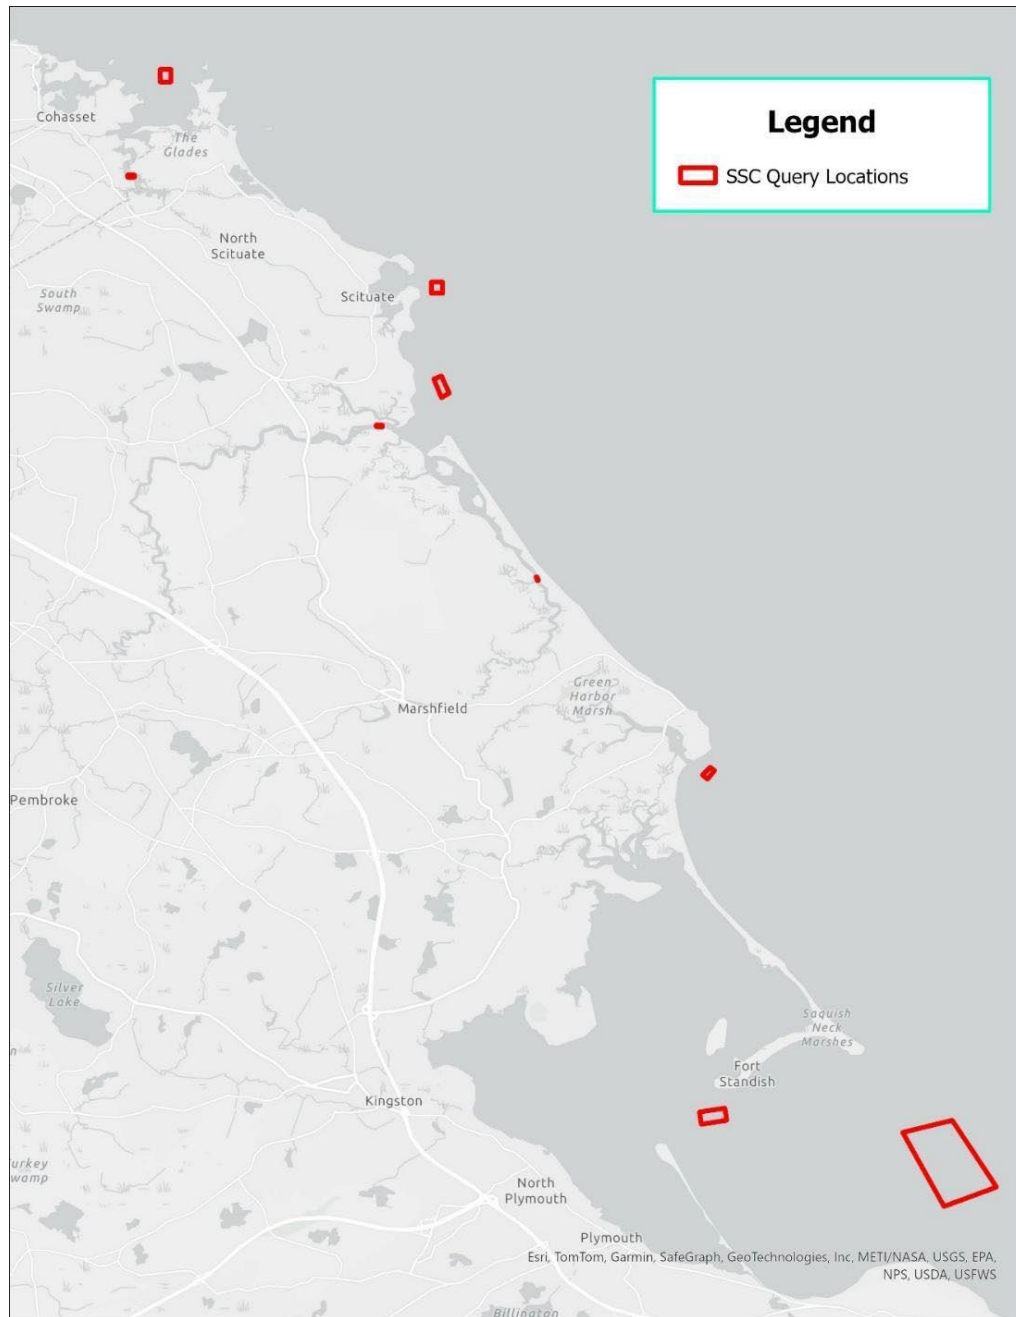 Legend
SSC Query Locations
Cohasset
The
Glades
North
Scituate
South
Swamp
Scituate
Green
Harbor
Marsh
Marshfield
Pembroke
Silver
Lake
Saquish
Neck
Marshes
Fort
Standish
Kingston
North
Plymouth
Plymouth
Esri, TomTom, Garmin, SafeGraph, GeoTechnologies, Inc, METI/NASA, USGS, EPA,
NPS, USDA, USFWS
Billington